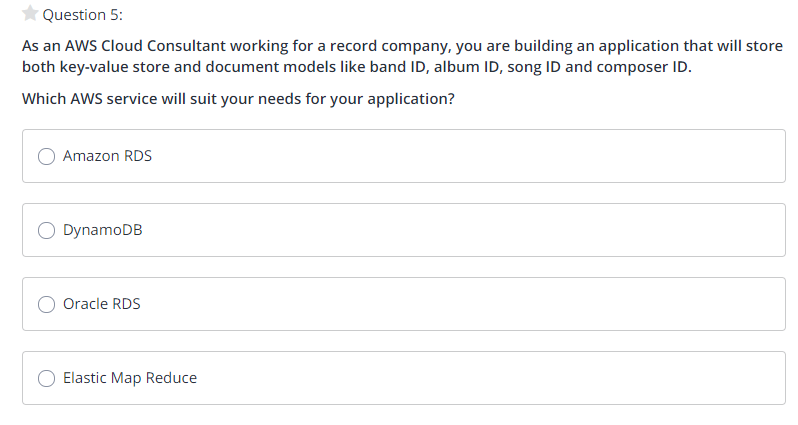 Question 5:
As an AWS Cloud Consultant working for a record company, you are building an application that will store
both key-value store and document models like band ID, album ID, song ID and composer ID.
Which AWS service will suit your needs for your application?
Amazon RDS
DynamoDB
Oracle RDS
Elastic Map Reduce